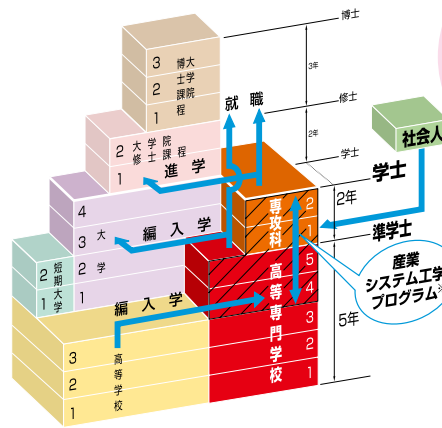 博士
3年
修士
2年
学士
学士
2年
準学士
5年
3 博大
2 士学
課院
1 程
就職
2 大学院
修士課程
1
進学
社会人
4
3 大
2 学
1
編入学
2 短期
1 大学
専攻科
2
1
産業
システム工学
プログラム※
編入学
高等専門学校
5
4
3
2
1
3 高
2 等
学
1 校